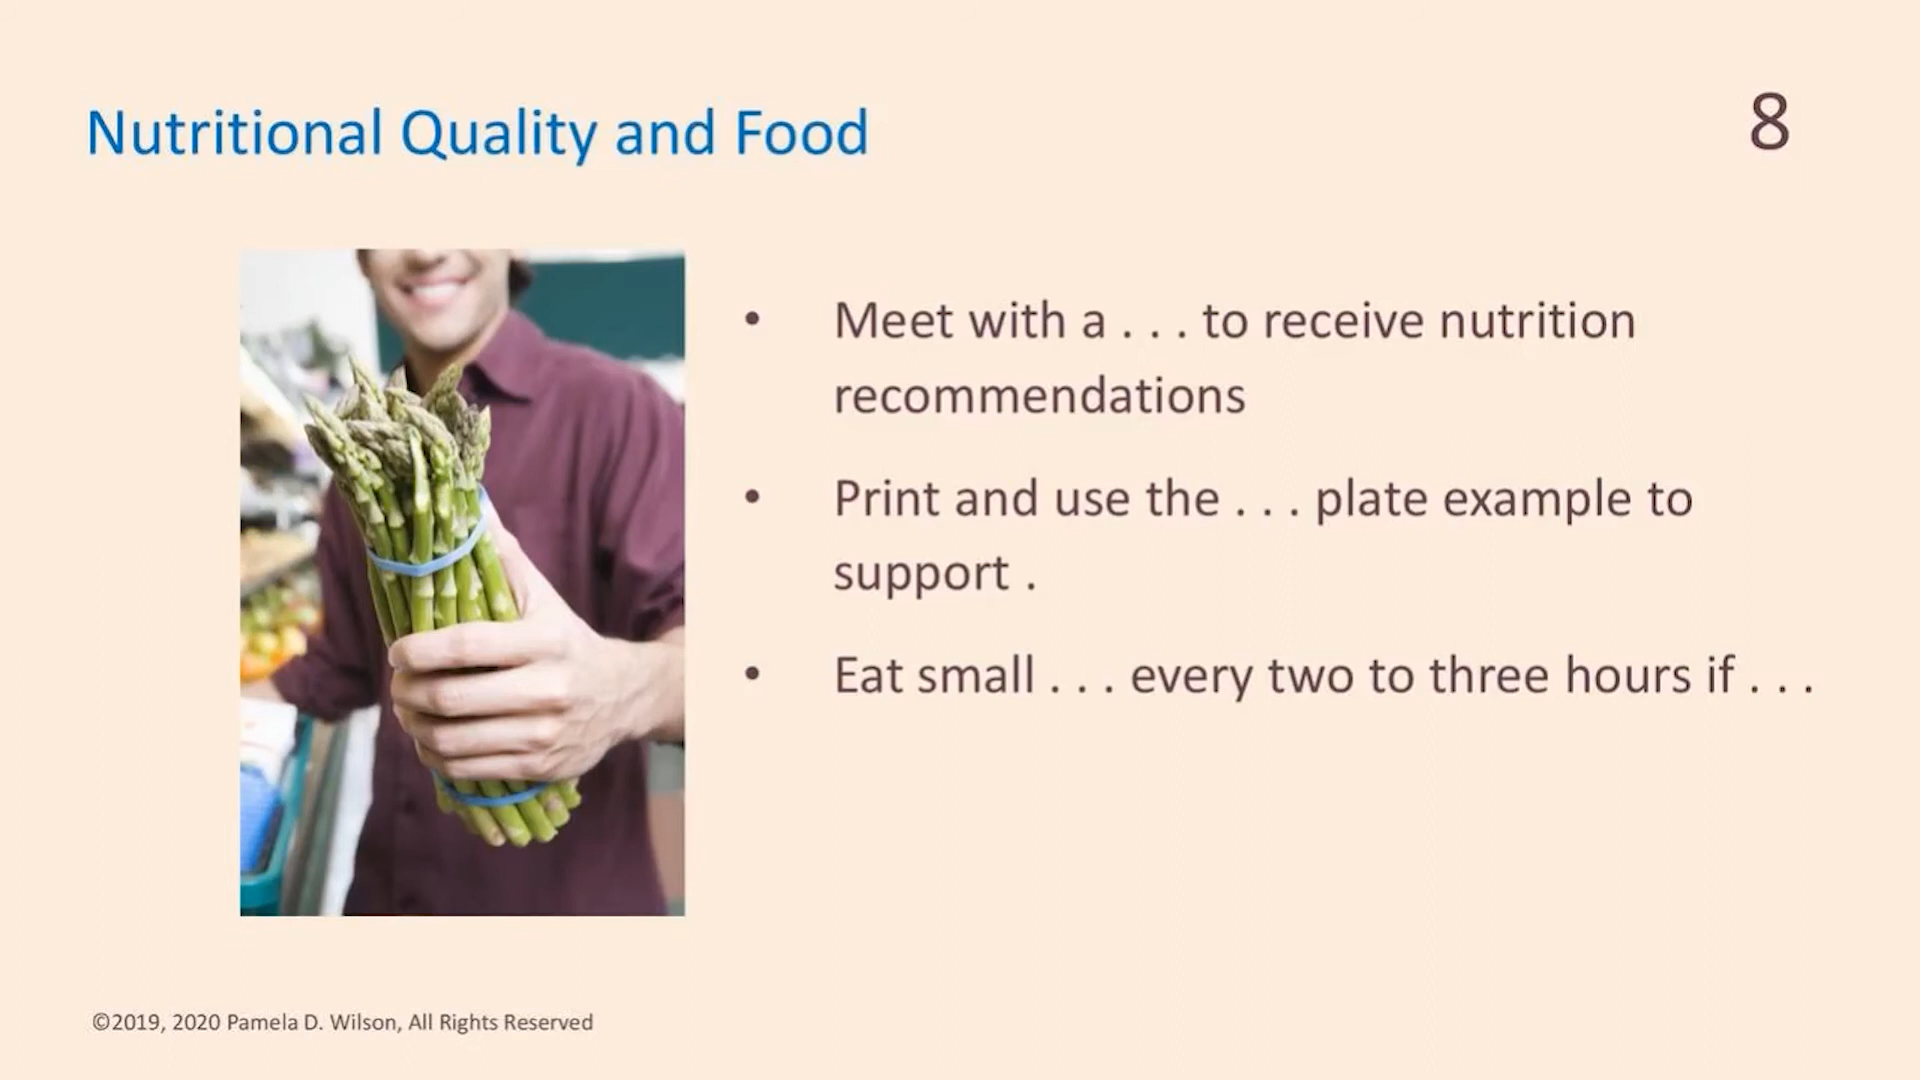 Nutritional Quality and Food
8
• Meet with a . . . to receive nutrition
recommendations
• Print and use the . . . plate example to
support .
• Eat small . . . every two to three hours if . . .
©2019, 2020 Pamela D. Wilson, All Rights Reserved